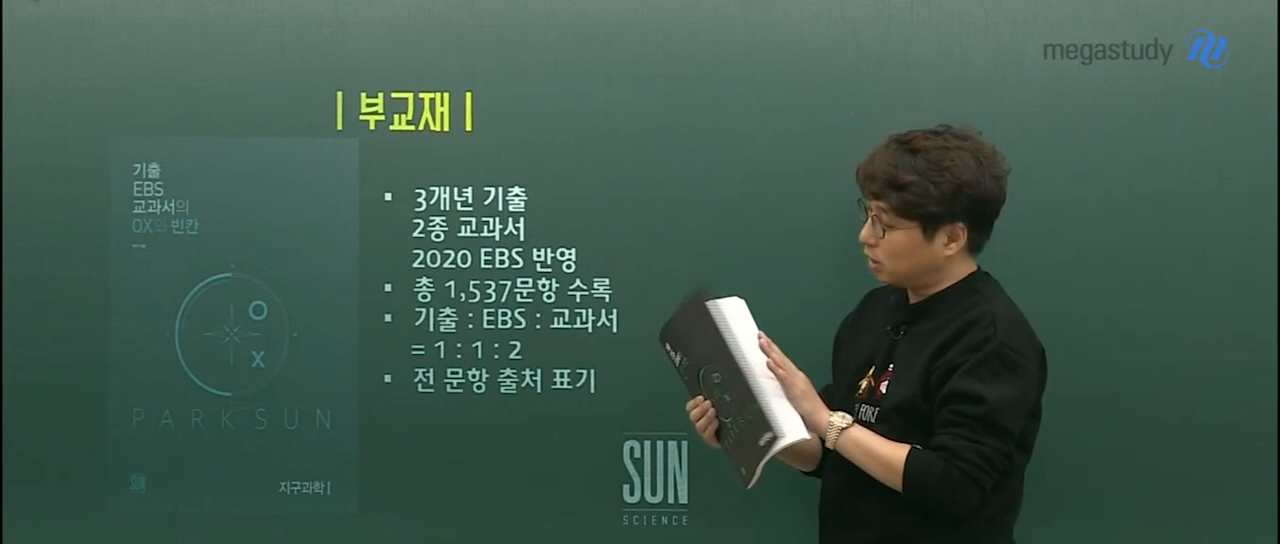 megastudy
| 부교재 |
기출
EBS
교과서의
OX와 빈칸
O
X
PARK SUN
SUN
지구과학 I
▪ 3개년 기출
2종 교과서
2020 EBS 반영
▪ 총 1,537문항 수록
▪ 기출 : EBS : 교과서
= 1 : 1 : 2
▪ 전 문항 출처 표기
SUN
SCIENCE
FORE